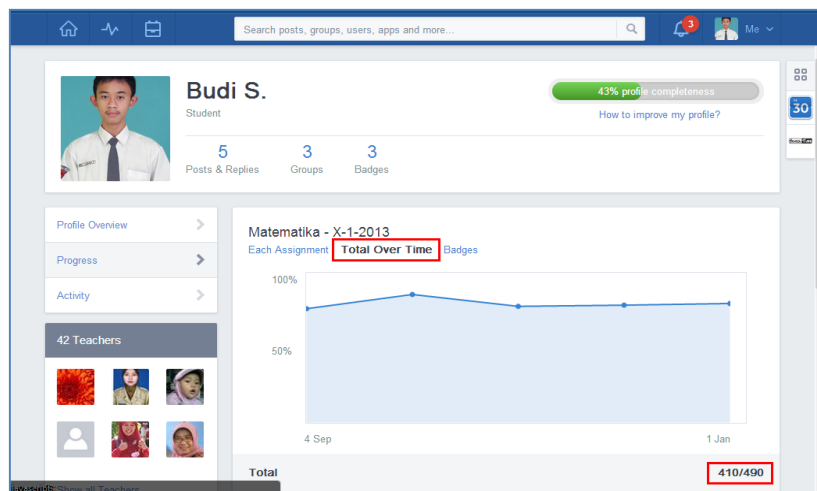 Search posts, groups, users, apps and more...
3
Me
Budi S.
Student
43% profile completeness
How to improve my profile?
5 3 3
Posts & Replies Groups Badges
30
Profile Overview
Progress
Activity
42 Teachers
Show all Teachers
Matematika - X-1-2013
Each Assignment Total Over Time Badges
100%
50%
4 Sep 1 Jan
Total 410/490